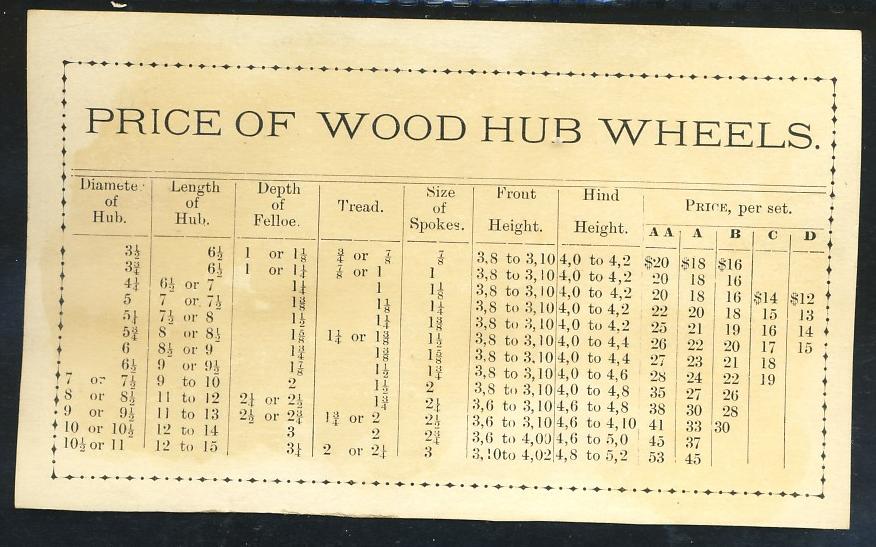 PRICE OF WOOD HUB WHEELS.
Diameter of Hub. Length of Hub. Depth of Felloe. Tread. Size of Spokes. Front Height. Hind Height. PRICE, per set.
AA A B C D
3½ 6½ 1 or 1⅛ ¾ or ⅞ ⅞ 3,8 to 3,10 4,0 to 4,2 $20 $18 $16
3¾ 6½ 1 or 1¼ ⅞ or 1 1 3,8 to 3,10 4,0 to 4,2 20 18 16
4¼ 6½ or 7 1¼ 1 1⅛ 3,8 to 3,10 4,0 to 4,2 20 18 16 $14 $12
5 7 or 7½ 1⅜ 1⅛ 1¼ 3,8 to 3,10 4,0 to 4,2 22 20 18 15 13
5¼ 7½ or 8 1½ 1¼ 1⅜ 3,8 to 3,10 4,0 to 4,2 25 21 19 16 14
5¾ 8 or 8½ 1⅝ 1¼ or 1⅜ 1½ 3,8 to 3,10 4,0 to 4,4 26 22 20 17 15
6 8½ or 9 1¾ 1⅜ 1⅝ 3,8 to 3,10 4,0 to 4,4 27 23 21 18
6½ 9 or 9½ 1⅞ 1½ 1¾ 3,8 to 3,10 4,0 to 4,6 28 24 22 19
7 or 7½ 9 to 10 2 1½ 2 3,8 to 3,10 4,0 to 4,8 35 27 26
8 or 8½ 11 to 12 2¼ or 2½ 1¾ 2¼ 3,6 to 3,10 4,6 to 4,8 38 30 28
9 or 9½ 11 to 13 2½ or 2¾ 1¾ or 2 2½ 3,6 to 3,10 4,6 to 4,10 41 33 30
10 or 10½ 12 to 14 3 2 2¾ 3,6 to 4,00 4,6 to 5,0 45 37
10½ or 11 12 to 15 3¼ 2 or 2¼ 3 3,10to 4,02 4,8 to 5,2 53 45